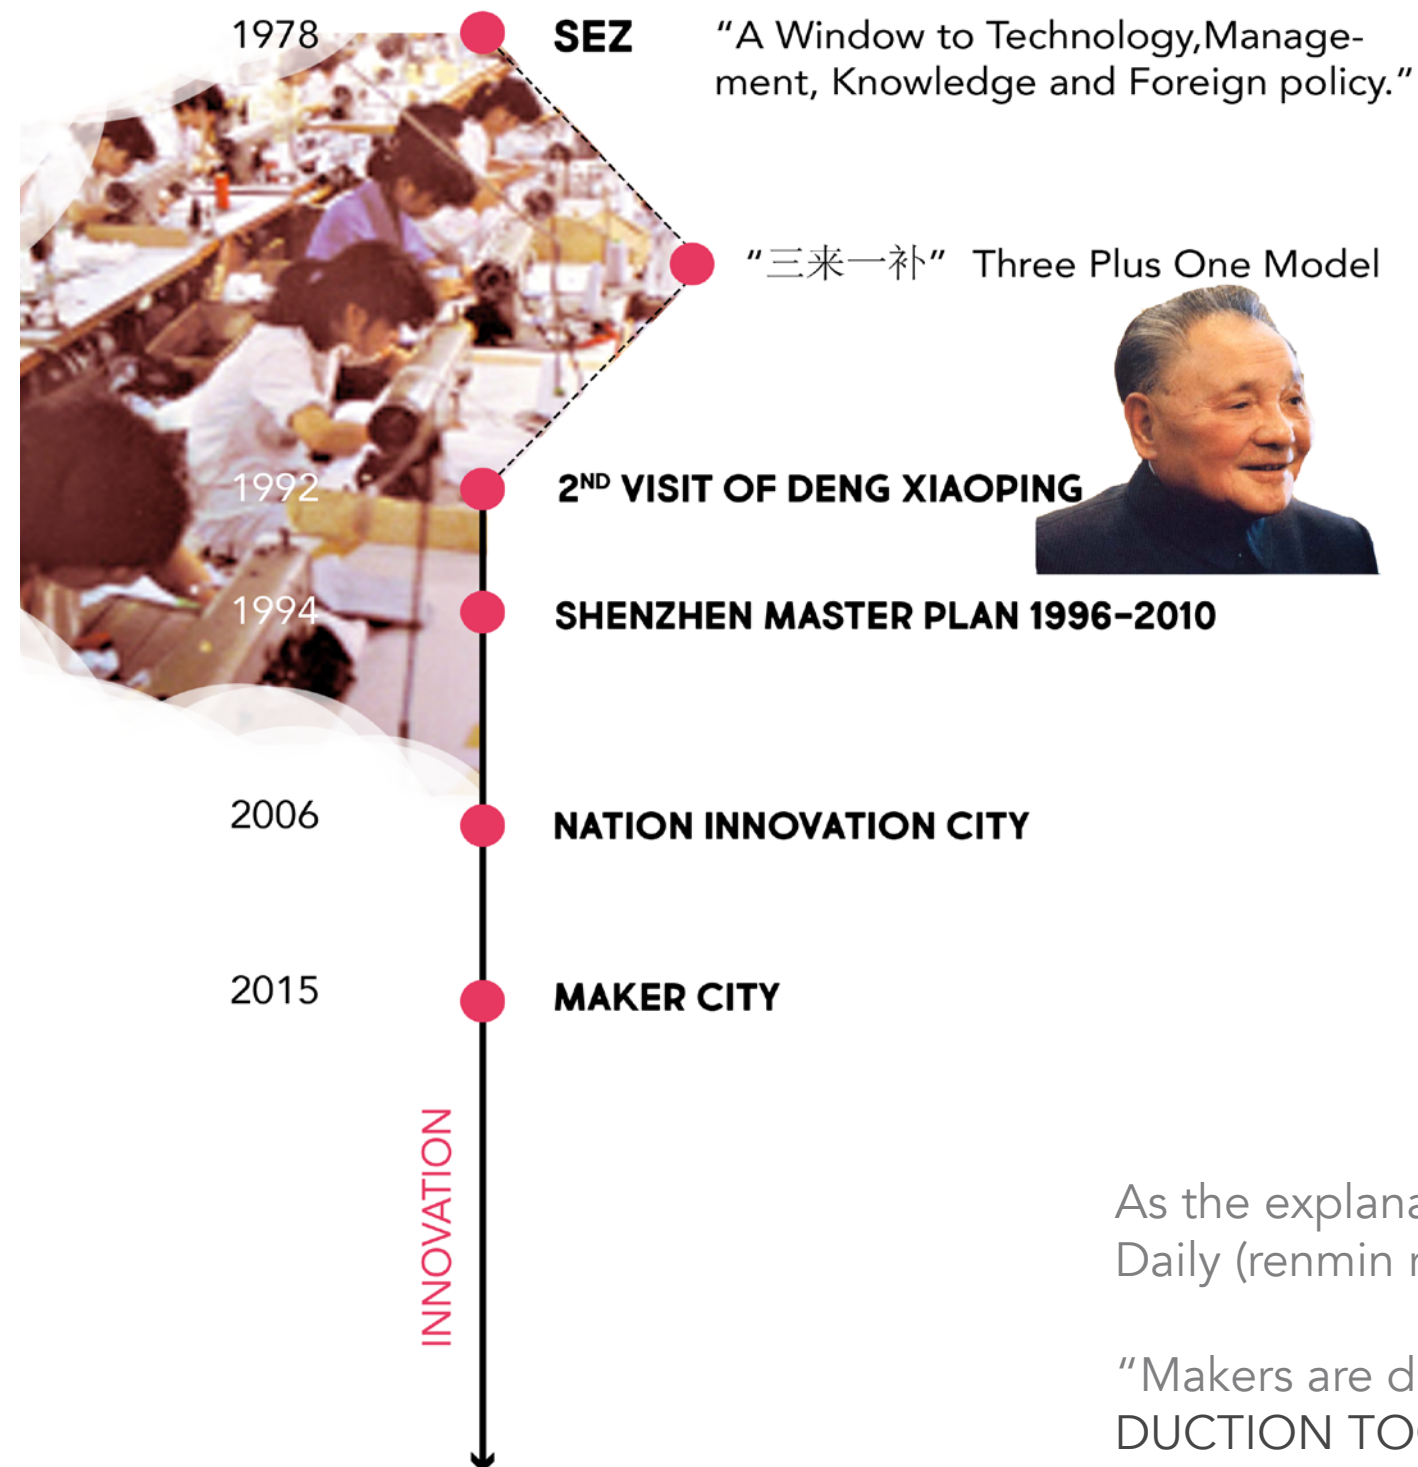 1978 SEZ “A Window to Technology,Manage-
ment, Knowledge and Foreign policy.”
“三来一补” Three Plus One Model
1992 2ND VISIT OF DENG XIAOPING
1994 SHENZHEN MASTER PLAN 1996-2010
2006 NATION INNOVATION CITY
2015 MAKER CITY
INNOVATION
As the
Daily (renmin
“Makers are
DUCTION